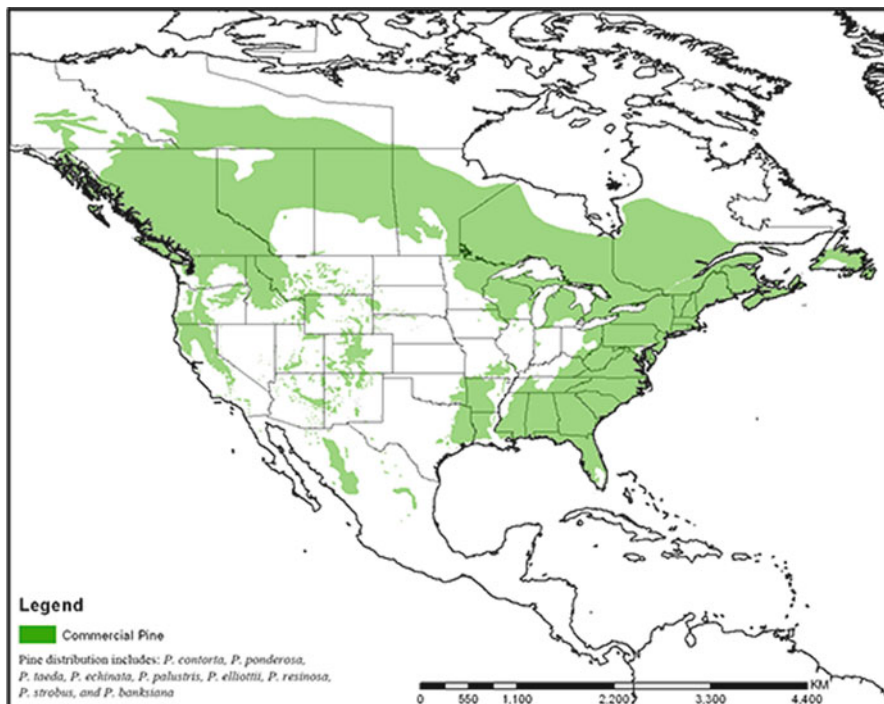 Legend
Commercial Pine
Pine distribution includes: P. contorta, P. ponderosa,
P. taeda, P. echinata, P. palustris, P. elliottii, P. resinosa,
P. strobus, and P. banksiana
KM
0 550 1.100 2.200 3.300 4.400